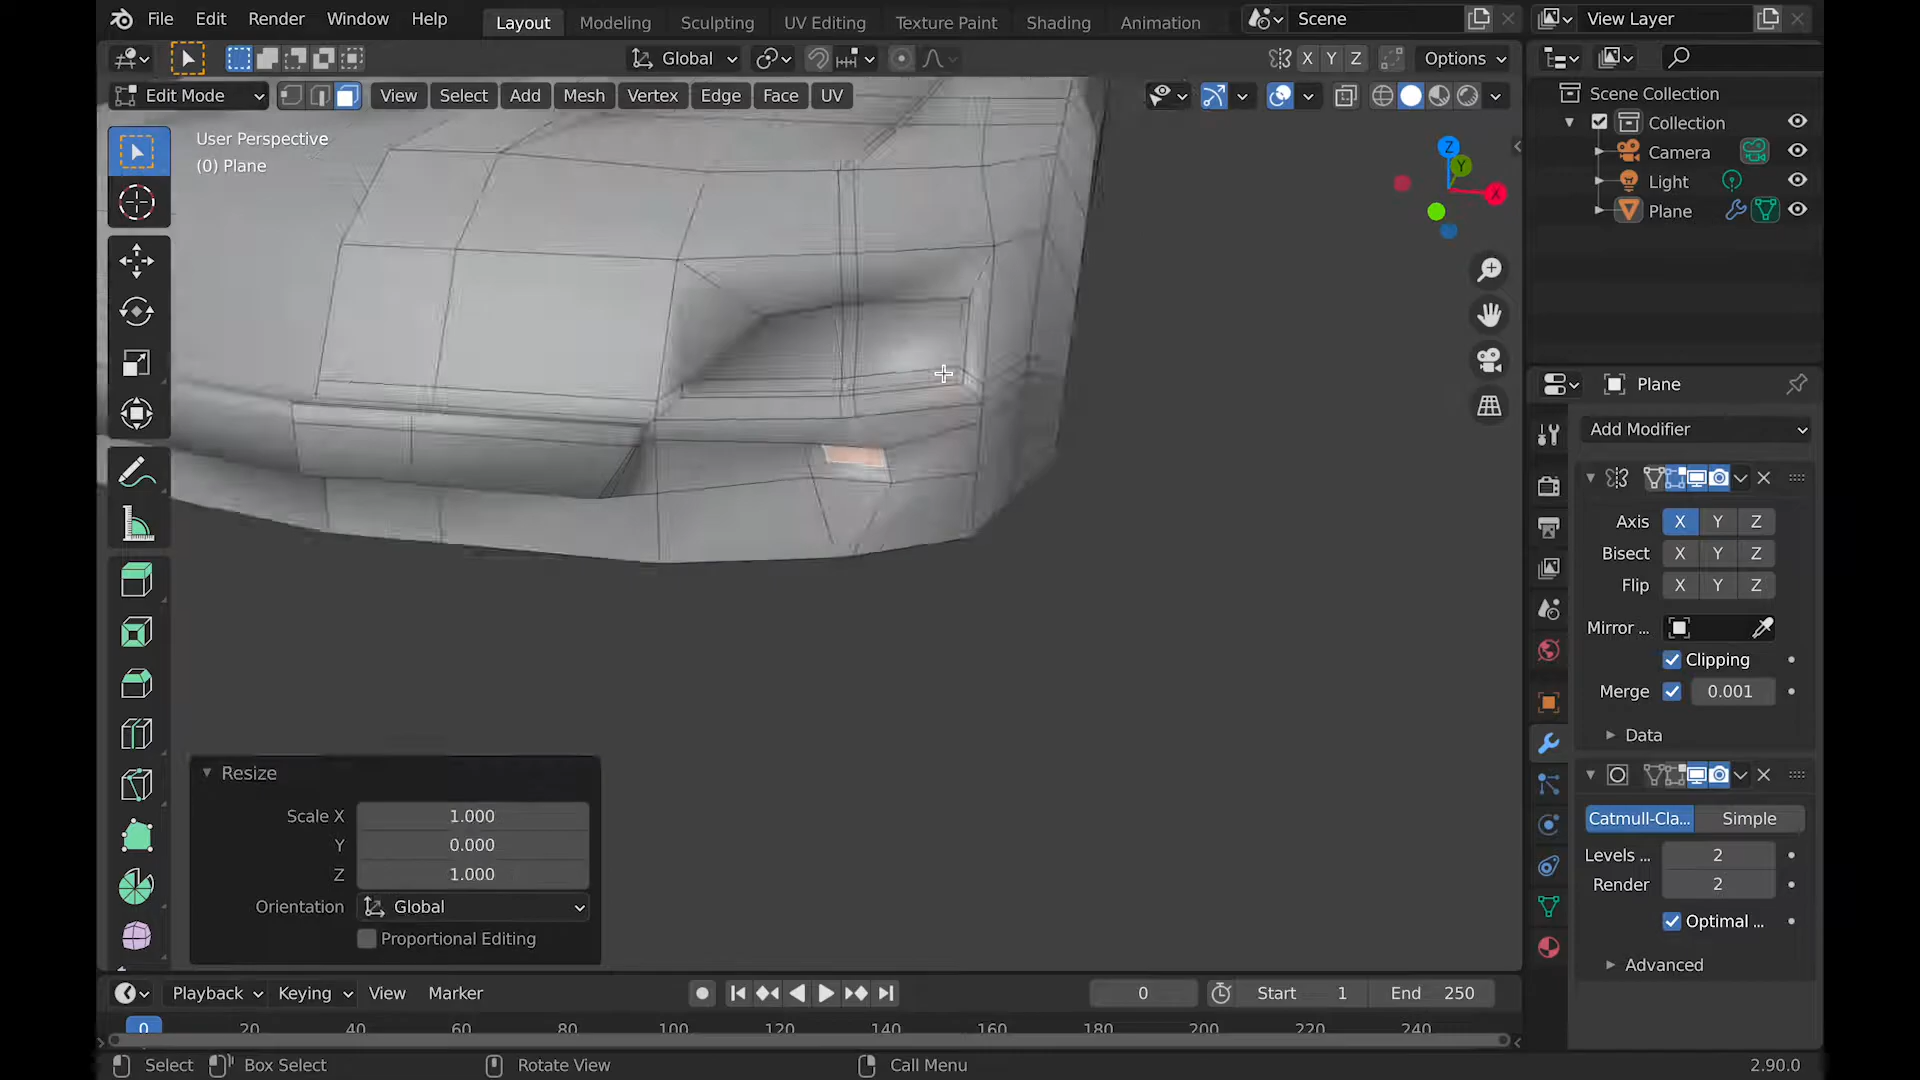 File Edit Render Window Help Layout Modeling Sculpting UV Editing Texture Paint Shading Animation Scene View Layer
Global X Y Z Options
Edit Mode View Select Add Mesh Vertex Edge Face UV
User Perspective
(0) Plane
Z
Y
X
Scene Collection
Collection
Camera
Light
Plane
Plane
Add Modifier
Axis X Y Z
Bisect X Y Z
Flip X Y Z
Mirror ...
Clipping
Merge 0.001
Data
Catmull-Cla... Simple
Levels ... 2
Render 2
Optimal ...
Advanced
Resize
Scale X 1.000
Y 0.000
Z 1.000
Orientation Global
Proportional Editing
Playback Keying View Marker 0 Start 1 End 250
0 20 40 60 80 100 120 140 160 180 200 220 240
Select Box Select Rotate View Call Menu 2.90.0